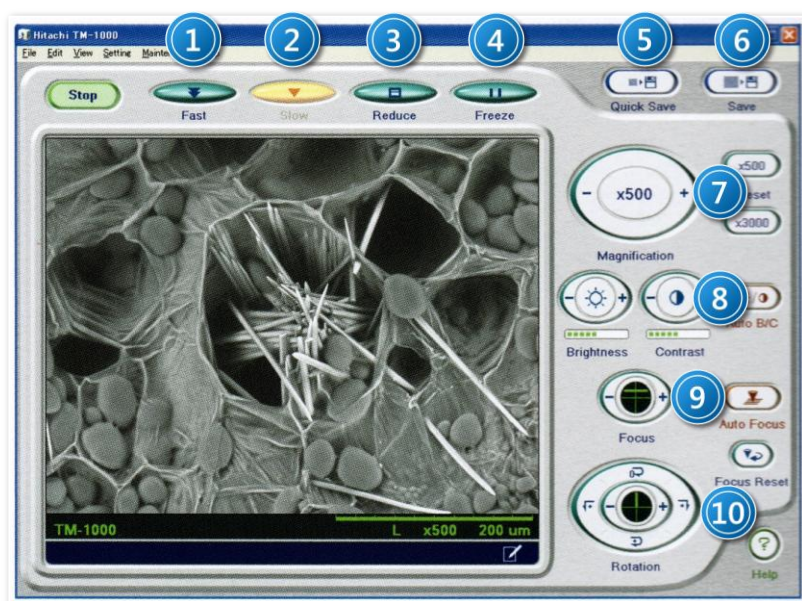 Hitachi TM-1000
File Edit View Setting
1 2 3 4 5 6
Stop
Fast Slow Reduce Freeze Quick Save Save
x500
- x500 + 7
x3000
Magnification
- + - 8
Brightness Contrast Auto B/C
- + 9
Focus Auto Focus
Focus Reset
- + 10
Rotation
TM-1000 L x500 200 um
?
Help